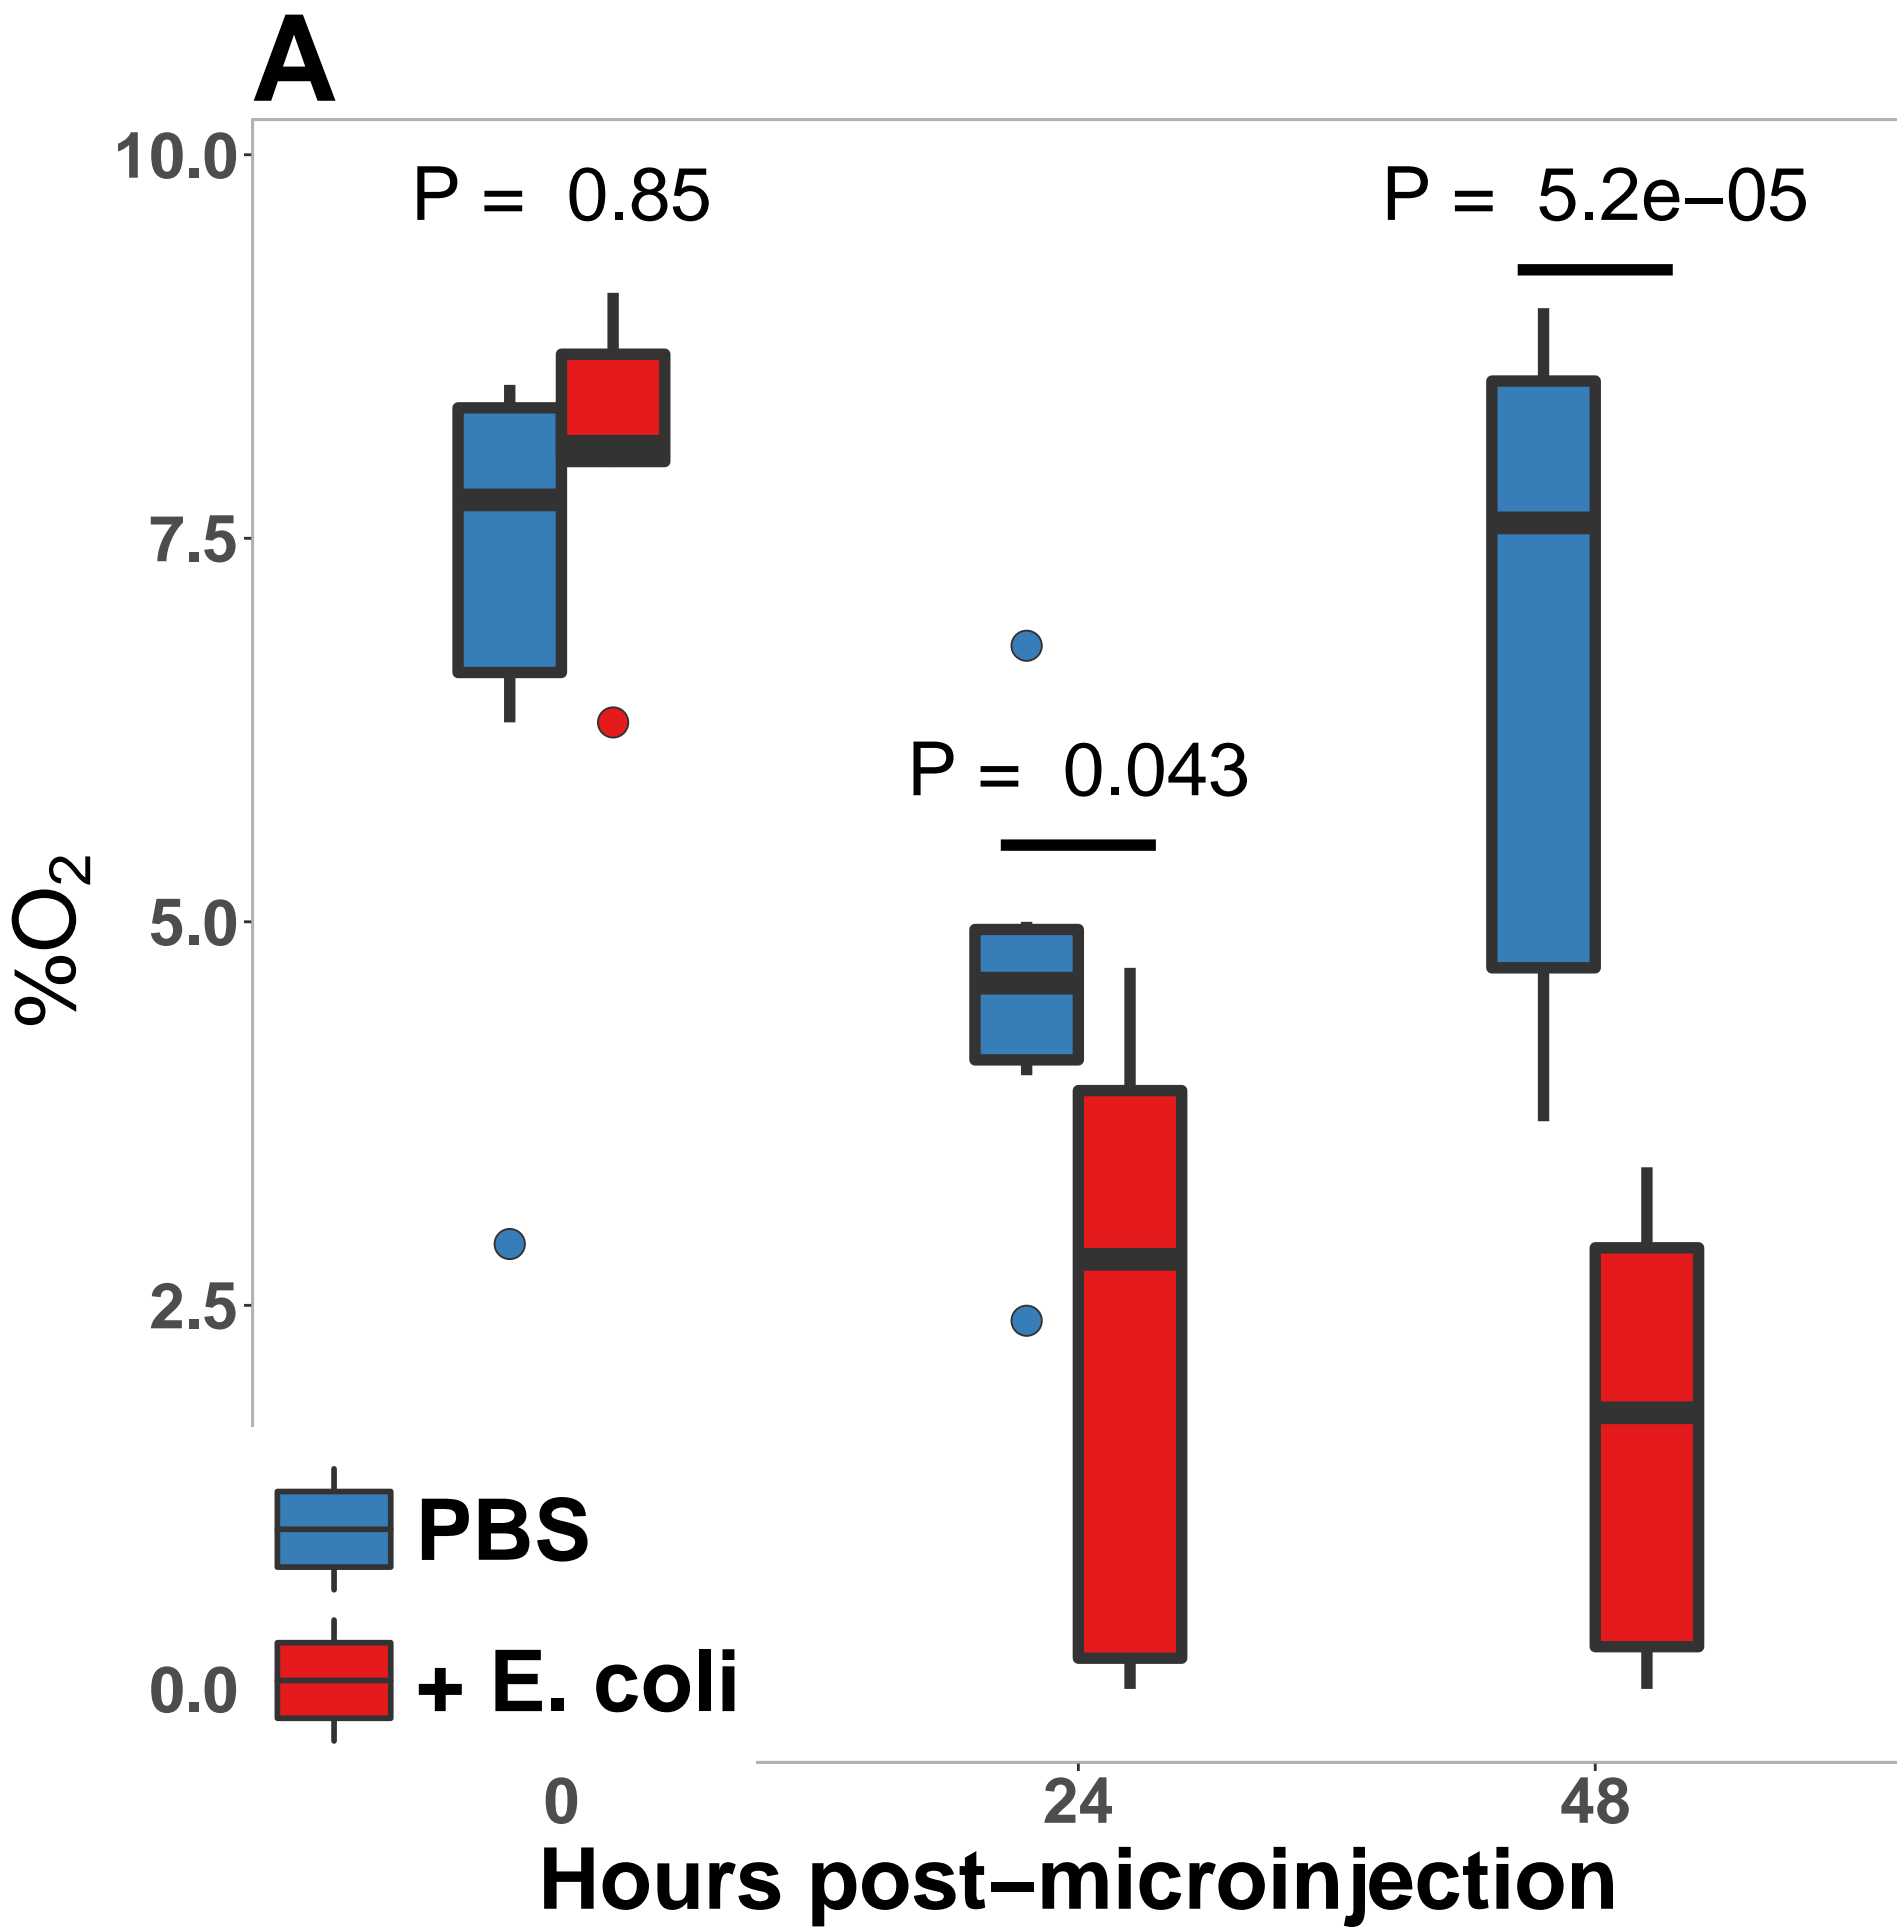 A
10.0
7.5
5.0
2.5
0.0
%O₂
P = 0.85
P = 0.043
P = 5.2e−05
PBS
+ E. coli
0 24 48
Hours post−microinjection